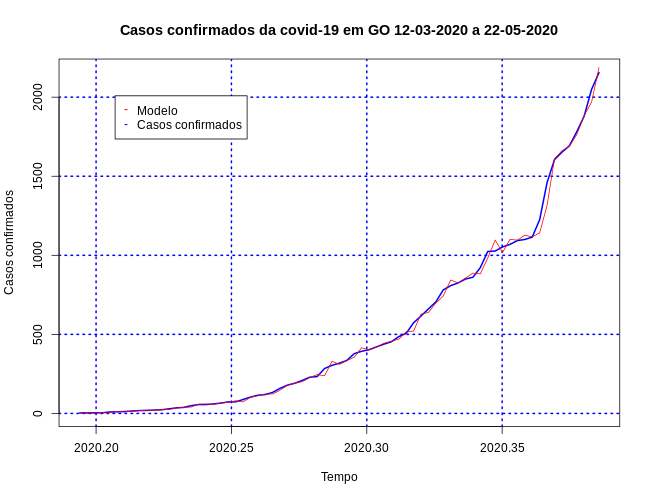 Casos confirmados da covid-19 em GO 12-03-2020 a 22-05-2020
Casos confirmados
2000
1500
1000
500
0
Modelo
Casos confirmados
2020.20 2020.25 2020.30 2020.35
Tempo